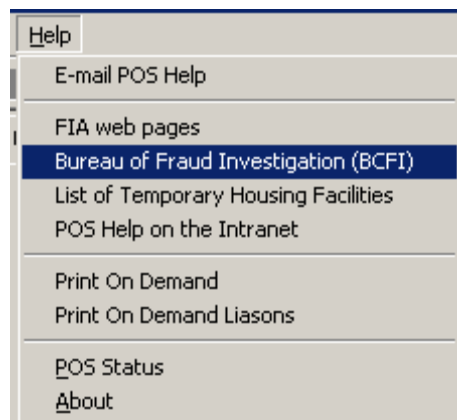 Help
E-mail POS Help
FIA web pages
Bureau of Fraud Investigation (BCFI)
List of Temporary Housing Facilities
POS Help on the Intranet
Print On Demand
Print On Demand Liasons
POS Status
About